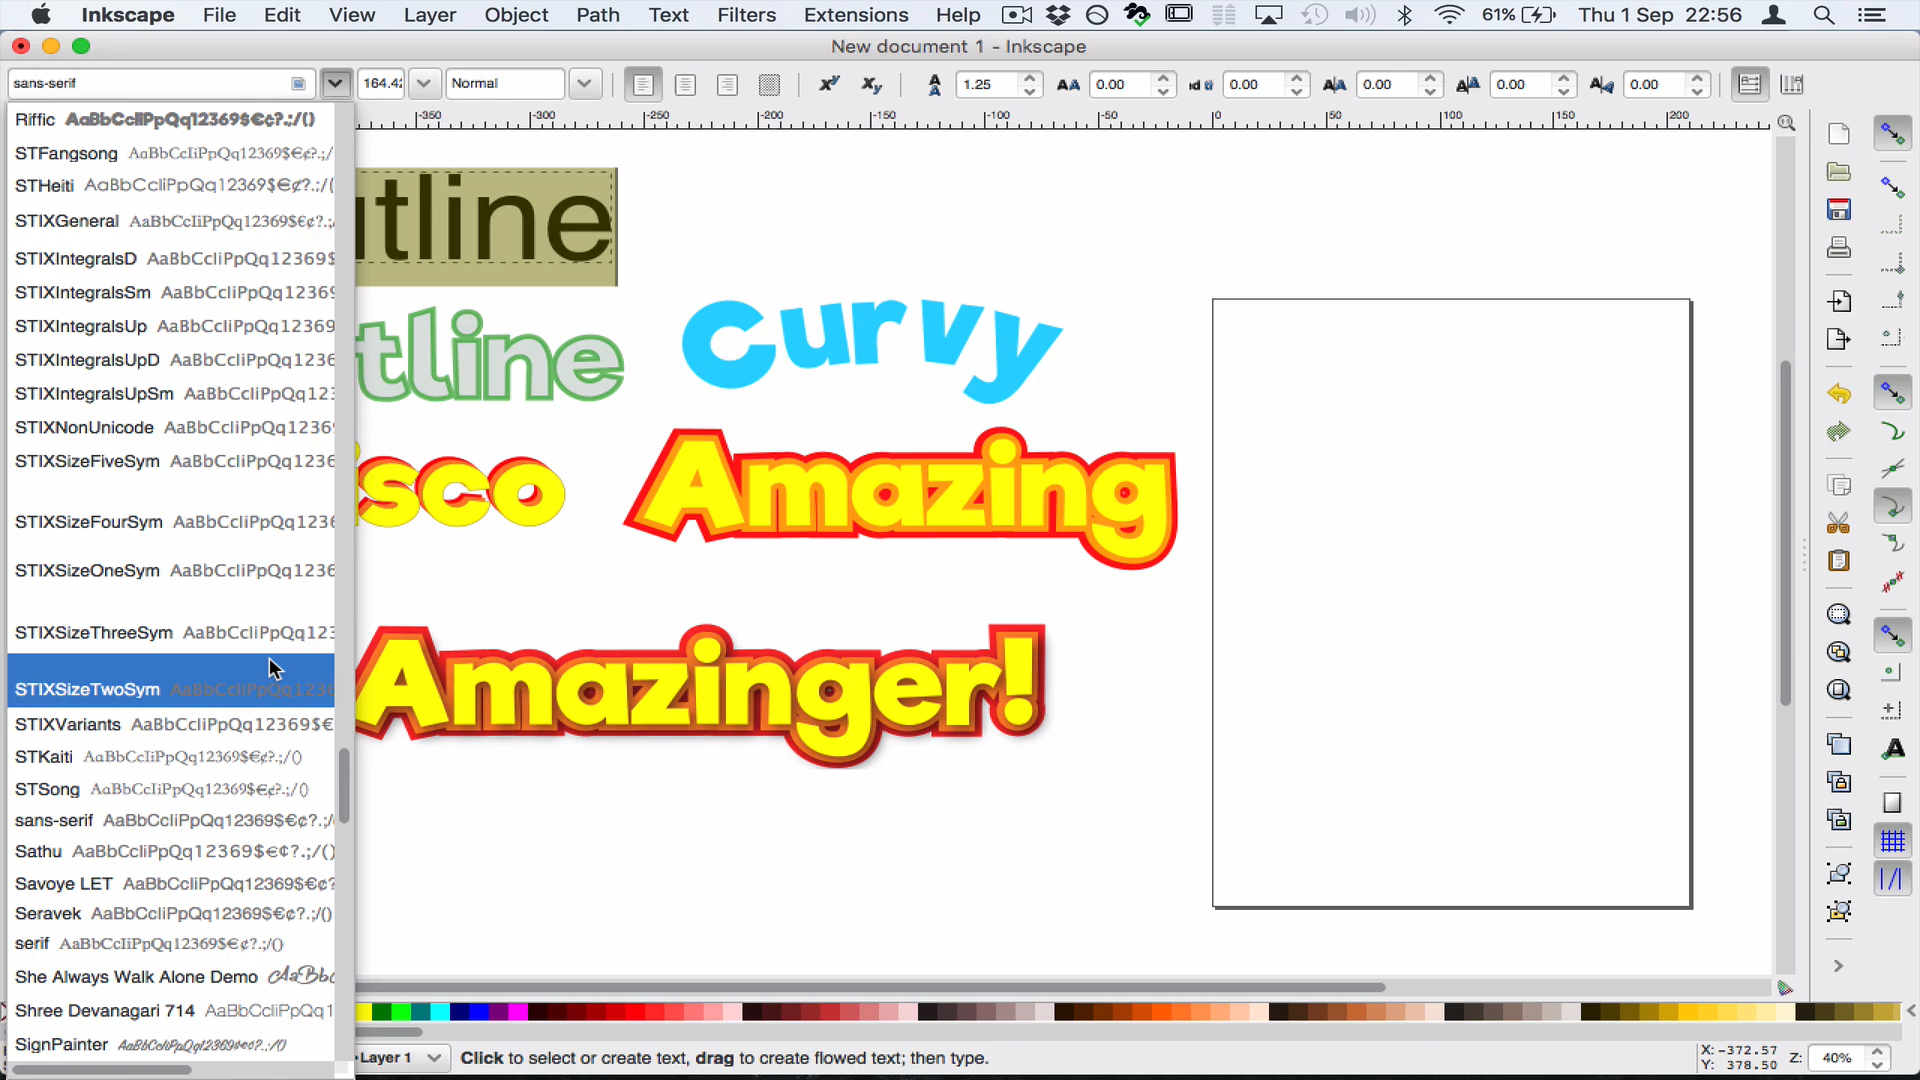 Inkscape File Edit View Layer Object Path Text Filters Extensions Help 61% Thu 1 Sep 22:56
New document 1 - Inkscape
sans-serif 164.42 Normal 1.25 0.00 0.00 0.00 0.00 0.00
-350 -300 -250 -200 -150 -100 -50 0 50 100 150 200
Riffic AaBbCcIiPpQq12369$€¢?.;/()
STFangsong AaBbCcIiPpQq12369$€¢?.;/
STHeiti AaBbCcIiPpQq12369$€¢?.;/(
STIXGeneral AaBbCcIiPpQq12369$€¢?.;
STIXIntegralsD AaBbCcIiPpQq12369$
STIXIntegralsSm AaBbCcIiPpQq12369
STIXIntegralsUp AaBbCcIiPpQq12369
STIXIntegralsUpD AaBbCcIiPpQq1236
STIXIntegralsUpSm AaBbCcIiPpQq123
STIXNonUnicode AaBbCcIiPpQq12369
STIXSizeFiveSym AaBbCcIiPpQq1236
STIXSizeFourSym AaBbCcIiPpQq1236
STIXSizeOneSym AaBbCcIiPpQq1236
STIXSizeThreeSym AaBbCcIiPpQq123
STIXSizeTwoSym AaBbCcIiPpQq1236
STIXVariants AaBbCcIiPpQq12369$€
STKaiti AaBbCcIiPpQq12369$€¢?.;/()
STSong AaBbCcIiPpQq12369$€¢?.;/()
sans-serif AaBbCcIiPpQq12369$€¢?.;/
Sathu AaBbCcIiPpQq12369$€¢?.;/()
Savoye LET AaBbCcIiPpQq12369$€¢?
Seravek AaBbCcIiPpQq12369$€¢?.;/()
serif AaBbCcIiPpQq12369$€¢?.;/()
She Always Walk Alone Demo AaBb
Shree Devanagari 714 AaBbCcIiPpQq1
SignPainter AaBbCcIiPpQq12369$€¢?.;/()
utline
tline
Curvy
isco
Amazing
Amazinger!
Layer 1 Click to select or create text, drag to create flowed text; then type. X: -372.57 Z: 40%
Y: 378.50